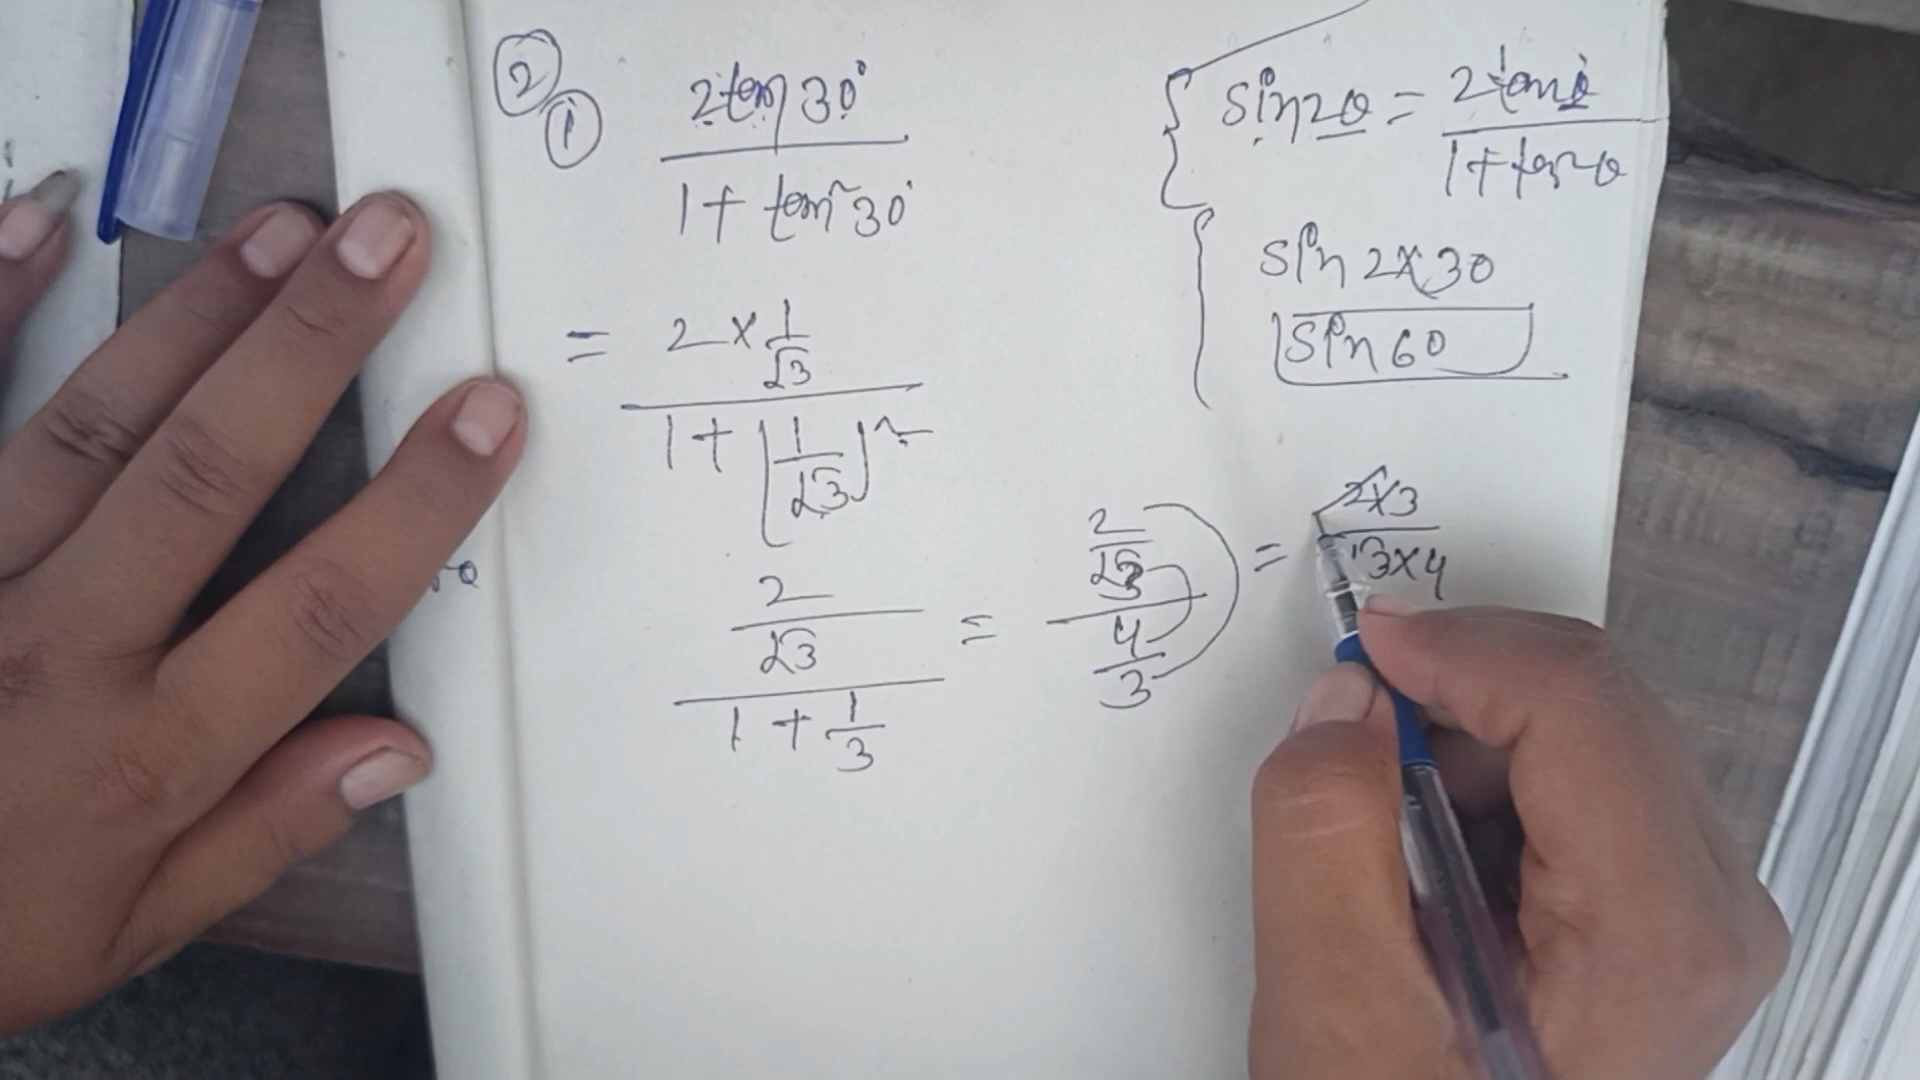 ② ① 2tan30° / 1 + tan²30°
= 2 × 1/√3 / 1 + (1/√3)²
2/√3 / 1 + 1/3 = 2/√3 / 4/3 = 2×3 / √3×4
{ sin2θ = 2tanθ / 1+tan²θ
{ sin 2×30
sin 60